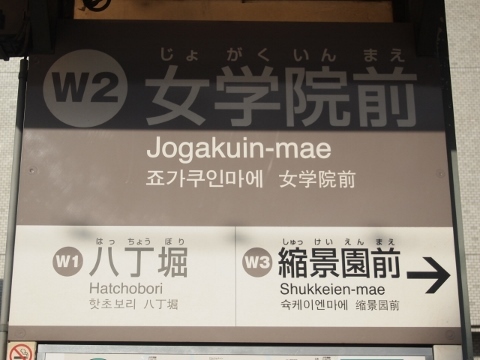 じょ がく いん まえ
W2 女学院前
Jogakuin-mae
죠가쿠인마에 女学院前
はっ ちょう ぼり
W1 八丁堀
Hatchobori
핫초보리 八丁堀
しゅっ けい えん まえ
W3 縮景園前 →
Shukkeien-mae
슉케이엔마에 缩景园前